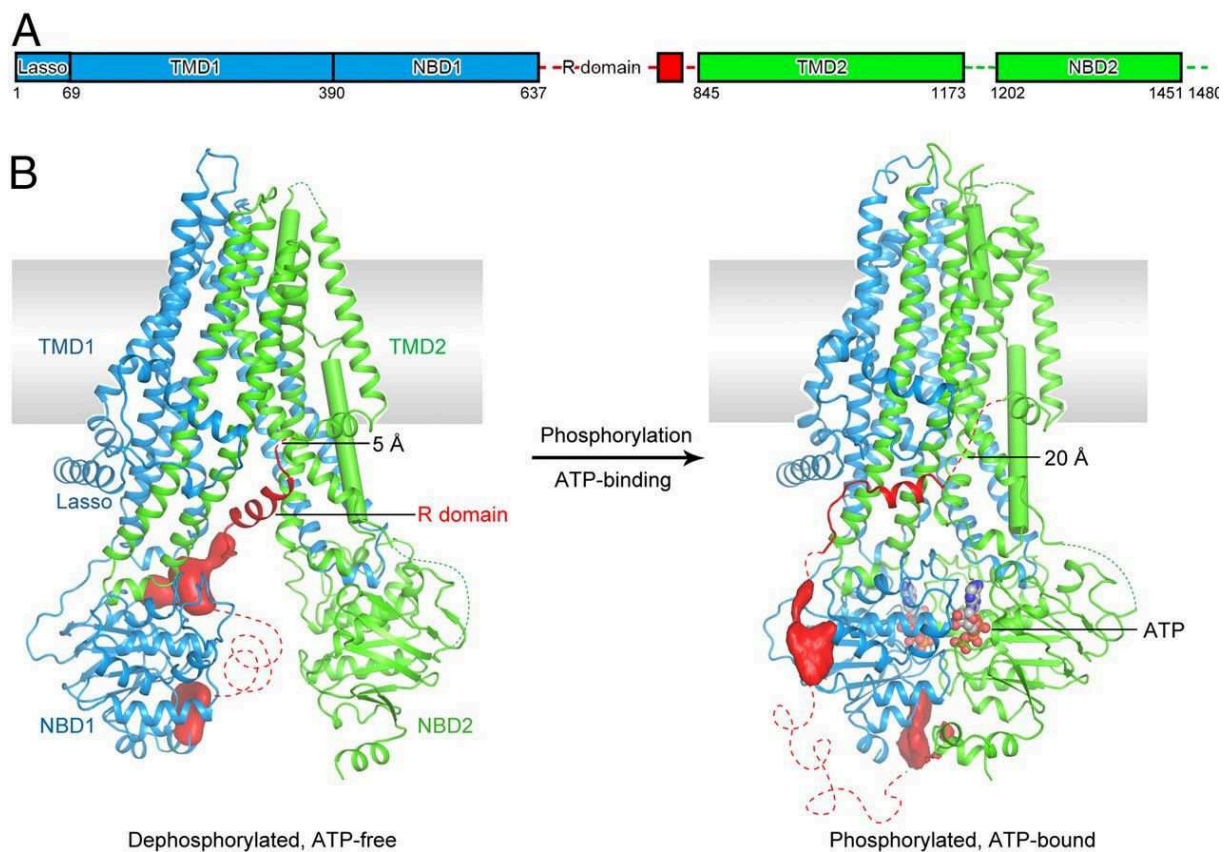 A
Lasso TMD1 NBD1 R domain TMD2 NBD2
1 69 390 637 845 1173 1202 1451 1480
B
TMD1 TMD2
5 Å
Phosphorylation
ATP-binding
20 Å
Lasso
R domain
ATP
NBD1 NBD2
Dephosphorylated, ATP-free Phosphorylated, ATP-bound